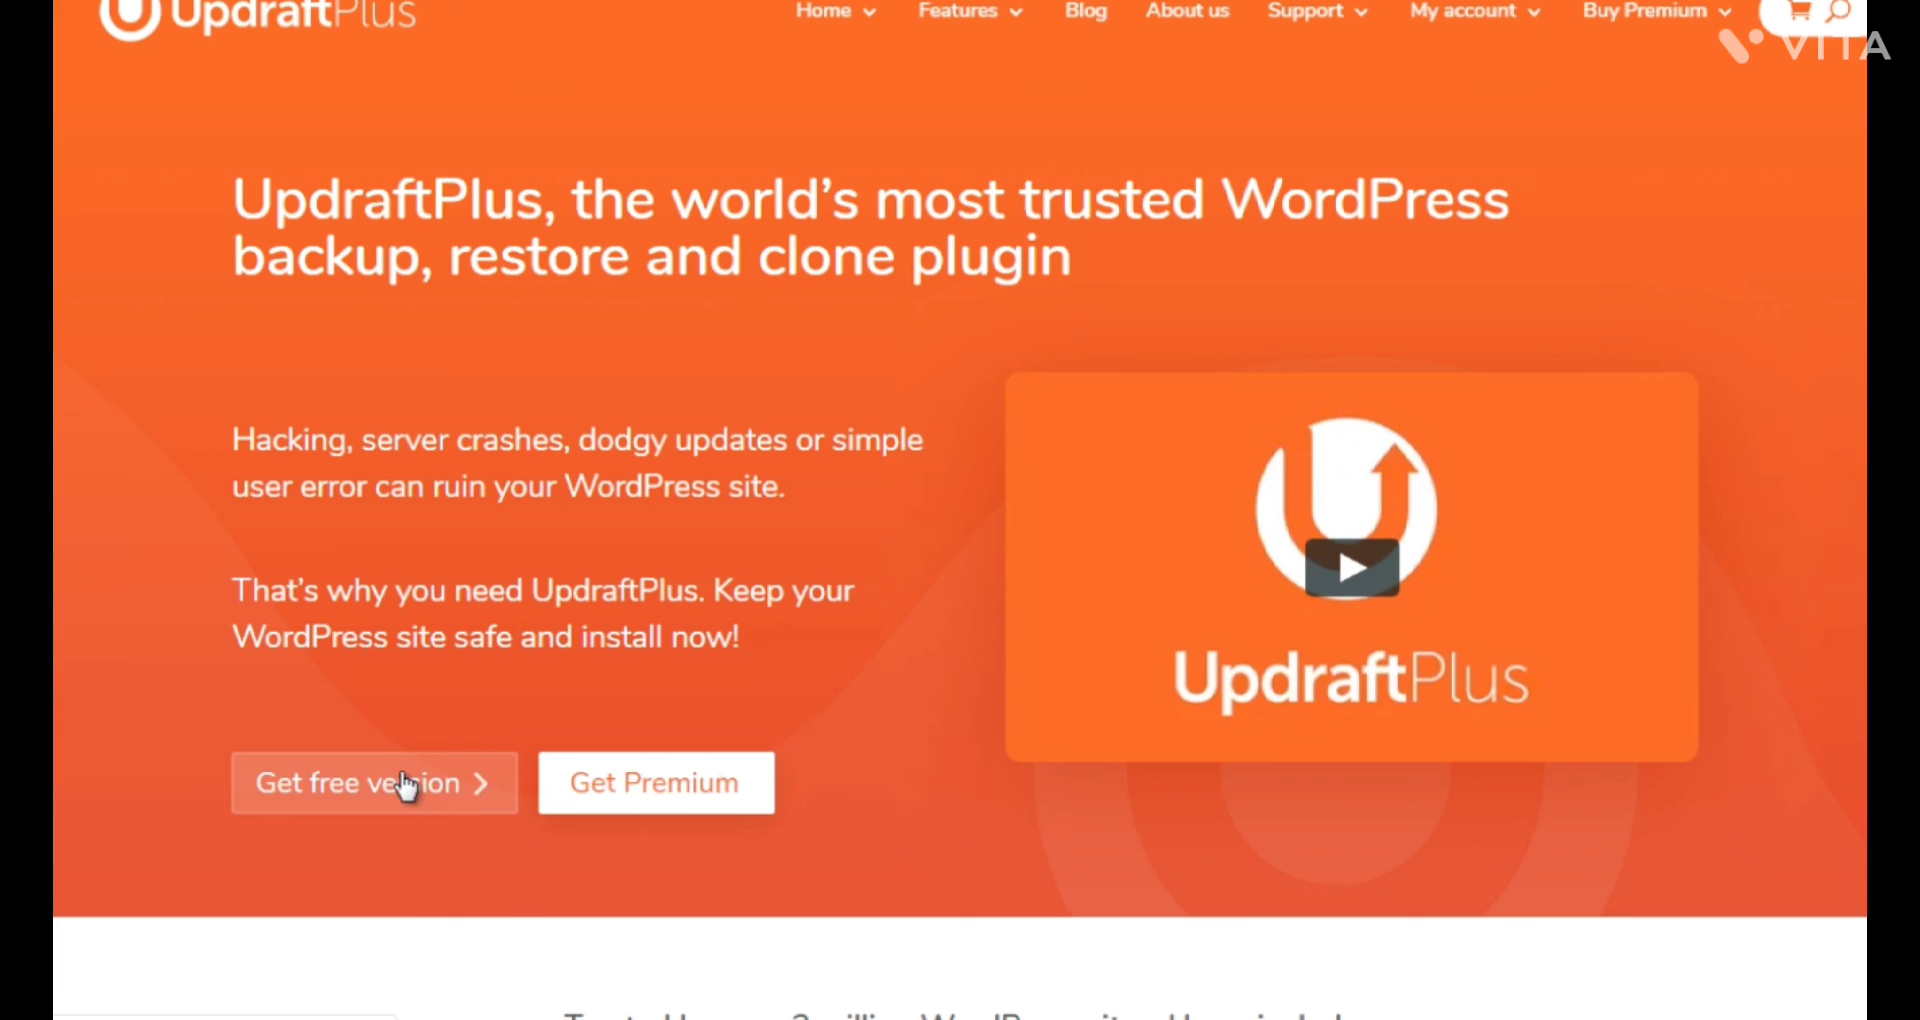 UpdraftPlus
Home Features Blog About us Support My account Buy Premium
VITA
UpdraftPlus, the world's most trusted WordPress
backup, restore and clone plugin
Hacking, server crashes, dodgy updates or simple
user error can ruin your WordPress site.
That's why you need UpdraftPlus. Keep your
WordPress site safe and install now!
UpdraftPlus
Get free version
Get Premium